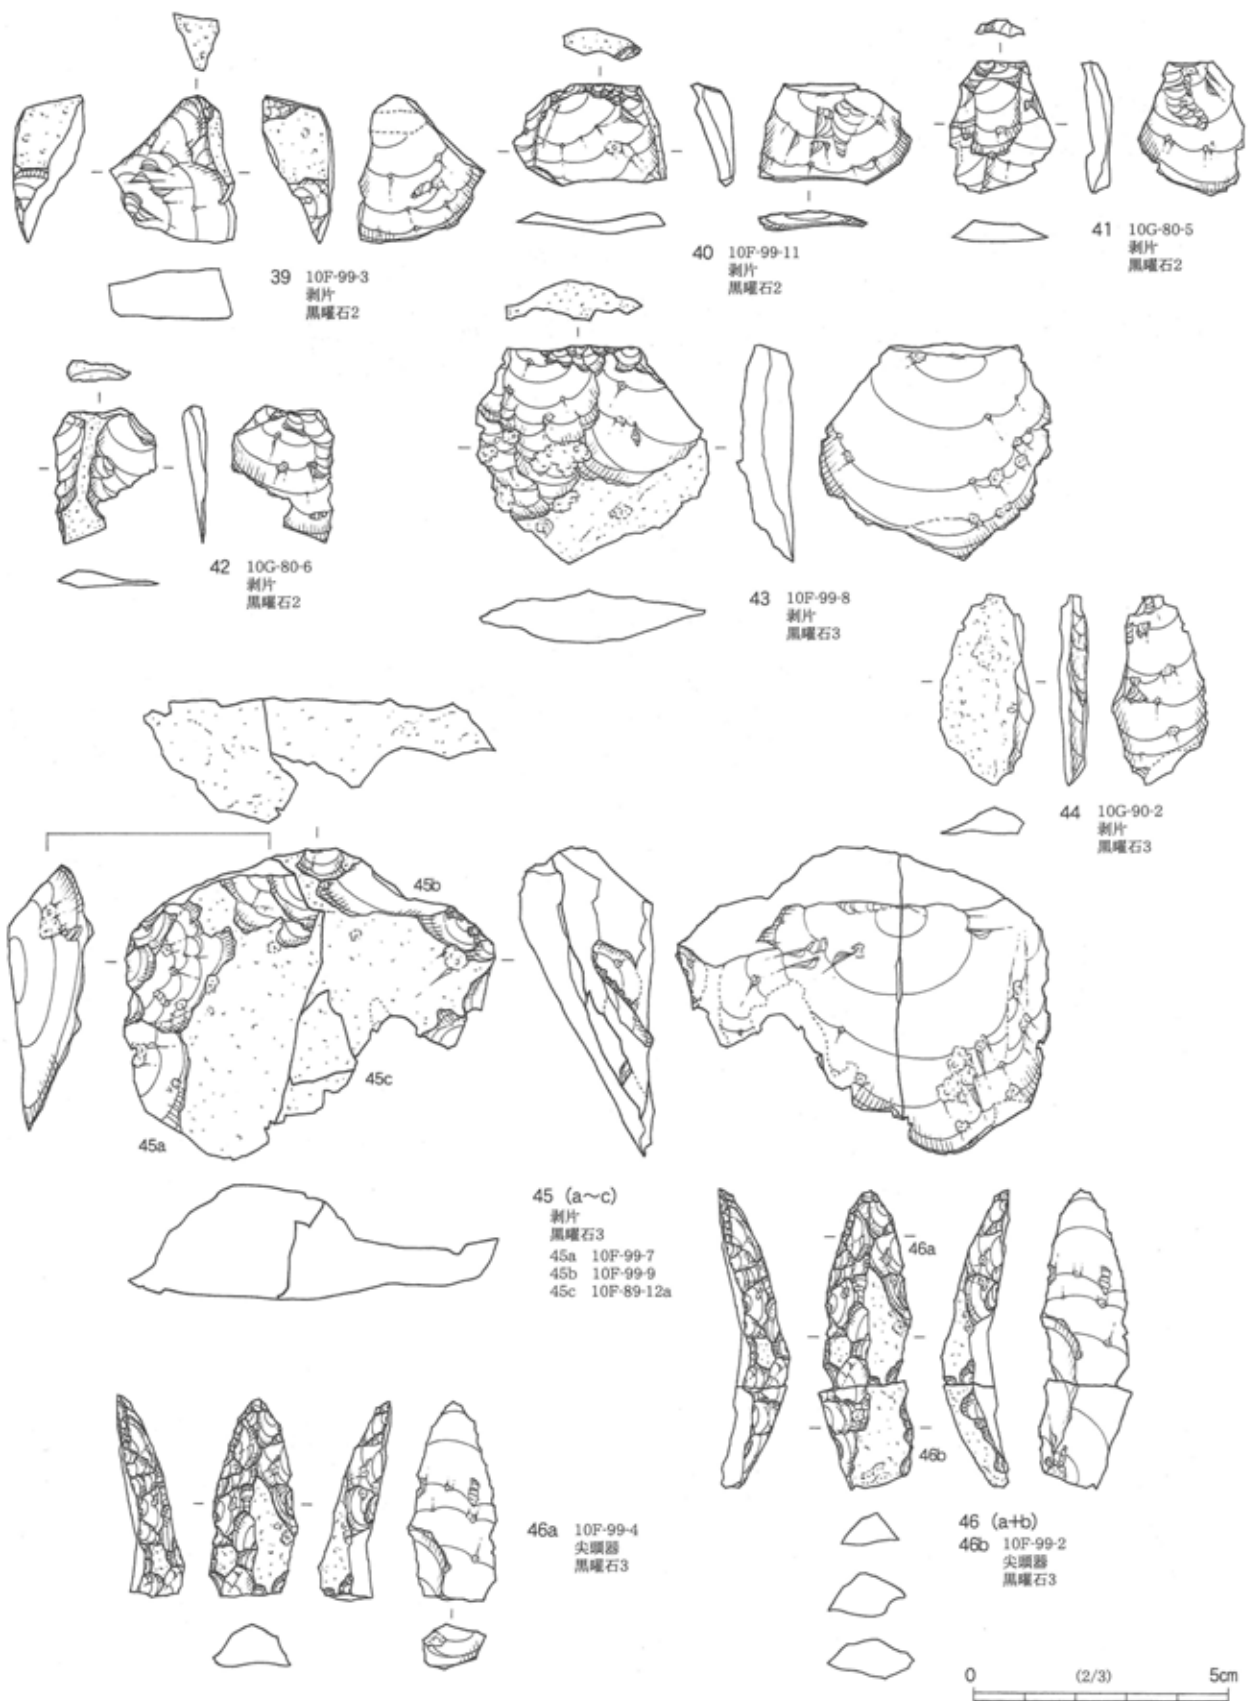 39 10F-99-3
剥片
黒曜石2
40 10F-99-11
剥片
黒曜石2
41 10G-80-5
剥片
黒曜石2
42 10G-80-6
剥片
黒曜石2
43 10F-99-8
剥片
黒曜石3
44 10G-90-2
剥片
黒曜石3
45b
45c
45a
45 (a~c)
剥片
黒曜石3
45a 10F-99-7
45b 10F-99-9
45c 10F-89-12a
46a
46b
46a 10F-99-4
尖頭器
黒曜石3
46 (a+b)
46b 10F-99-2
尖頭器
黒曜石3
0 (2/3) 5cm